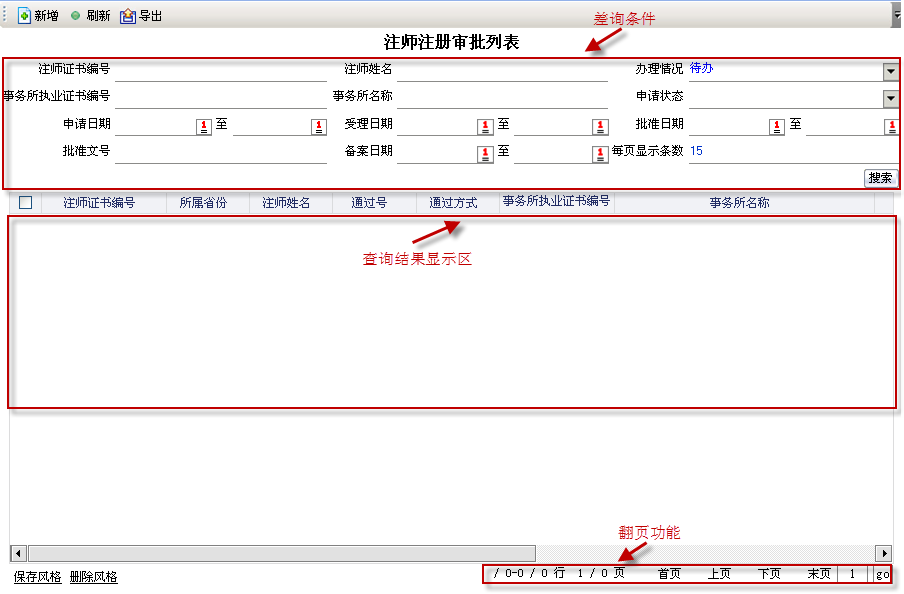 新增 刷新 导出
差询条件
注师注册审批列表
注师证书编号 注师姓名 办理情况 待办
事务所执业证书编号 事务所名称 申请状态
申请日期 1 至 1 受理日期 1 至 1 批准日期 1 至 1
批准文号 备案日期 1 至 1 每页显示条数 15
搜索
注师证书编号 所属省份 注师姓名 通过号 通过方式 事务所执业证书编号 事务所名称
查询结果显示区
翻页功能
保存风格 删除风格 / 0-0 / 0 行 1 / 0 页 首页 上页 下页 末页 1 go